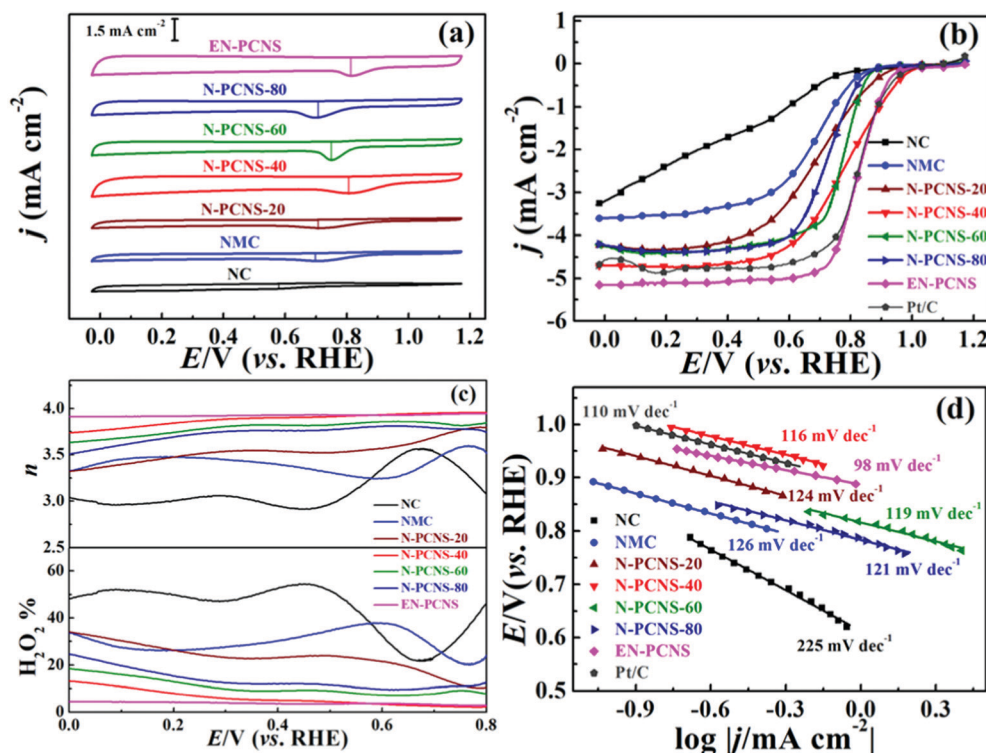 1.5 mA cm⁻²
(a)
EN-PCNS
N-PCNS-80
N-PCNS-60
N-PCNS-40
N-PCNS-20
NMC
NC
j (mA cm⁻²)
0.0 0.2 0.4 0.6 0.8 1.0 1.2
E/V (vs. RHE)
(b)
0
-1
-2
-3
-4
-5
-6
j (mA cm⁻²)
NC
NMC
N-PCNS-20
N-PCNS-40
N-PCNS-60
N-PCNS-80
EN-PCNS
Pt/C
0.0 0.2 0.4 0.6 0.8 1.0 1.2
E/V (vs. RHE)
(c)
4.0
3.5
3.0
2.5
n
NC
NMC
N-PCNS-20
N-PCNS-40
N-PCNS-60
N-PCNS-80
EN-PCNS
60
40
20
0
H₂O₂ %
0.0 0.2 0.4 0.6 0.8
E/V (vs. RHE)
(d)
110 mV dec⁻¹
116 mV dec⁻¹
98 mV dec⁻¹
124 mV dec⁻¹
119 mV dec⁻¹
126 mV dec⁻¹
121 mV dec⁻¹
225 mV dec⁻¹
1.0
0.9
0.8
0.7
0.6
0.5
E/V(vs. RHE)
NC
NMC
N-PCNS-20
N-PCNS-40
N-PCNS-60
N-PCNS-80
EN-PCNS
Pt/C
-0.9 -0.6 -0.3 0.0 0.3
log |j/mA cm⁻²|